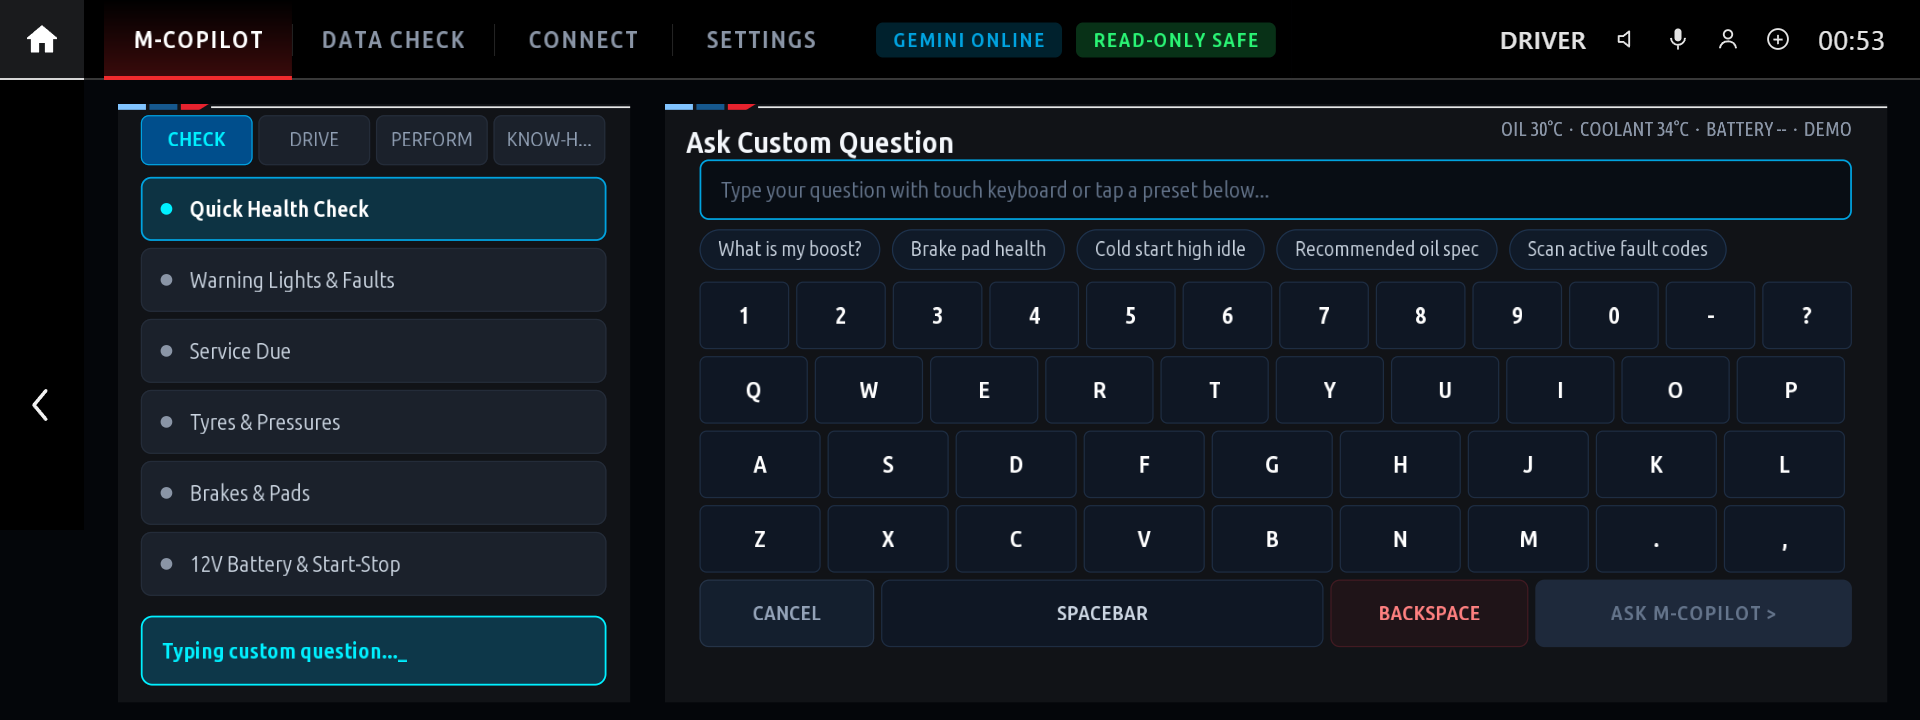 M-COPILOT
DATA CHECK
CONNECT
SETTINGS
GEMINI ONLINE
READ-ONLY SAFE
DRIVER
00:53
CHECK
DRIVE
PERFORM
KNOW-H...
Quick Health Check
Warning Lights & Faults
Service Due
Tyres & Pressures
Brakes & Pads
12V Battery & Start-Stop
Typing custom question..._
Ask Custom Question
OIL 30°C · COOLANT 34°C · BATTERY -- · DEMO
Type your question with touch keyboard or tap a preset below...
What is my boost?
Brake pad health
Cold start high idle
Recommended oil spec
Scan active fault codes
1 2 3 4 5 6 7 8 9 0 - ?
Q W E R T Y U I O P
A S D F G H J K L
Z X C V B N M . ,
CANCEL
SPACEBAR
BACKSPACE
ASK M-COPILOT >